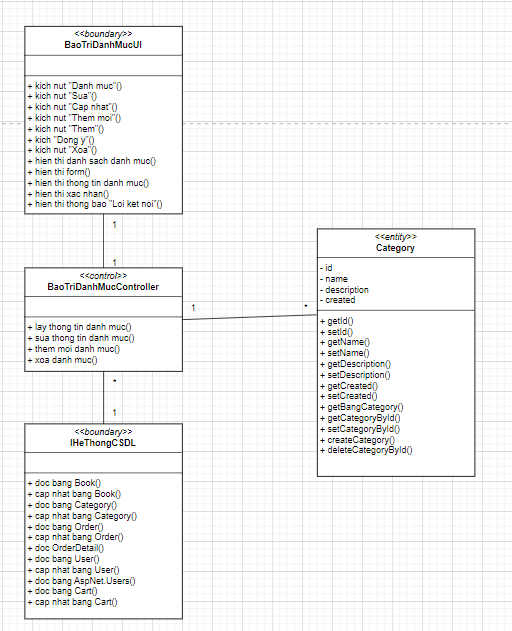 <<boundary>>
BaoTriDanhMucUI
+ kich nut "Danh muc"()
+ kich nut "Sua"()
+ kich nut "Cap nhat"()
+ kich nut "Them moi"()
+ kich nut "Them"()
+ kich "Dong y"()
+ kich nut "Xoa"()
+ hien thi danh sach danh muc()
+ hien thi form()
+ hien thi thong tin danh muc()
+ hien thi xac nhan()
+ hien thi thong bao "Loi ket noi"()
1
1
<<control>>
BaoTriDanhMucController
+ lay thong tin danh muc()
+ sua thong tin danh muc()
+ them moi danh muc()
+ xoa danh muc()
1
*
<<entity>>
Category
- id
- name
- description
- created
+ getId()
+ setId()
+ getName()
+ setName()
+ getDescription()
+ setDescription()
+ getCreated()
+ setCreated()
+ getBangCategory()
+ getCategoryById()
+ setCategoryById()
+ createCategory()
+ deleteCategoryById()
*
1
<<boundary>>
IHeThongCSDL
+ doc bang Book()
+ cap nhat bang Book()
+ doc bang Category()
+ cap nhat bang Category()
+ doc bang Order()
+ cap nhat bang Order()
+ doc OrderDetail()
+ doc bang User()
+ cap nhat bang User()
+ doc bang AspNet.Users()
+ doc bang Cart()
+ cap nhat bang Cart()